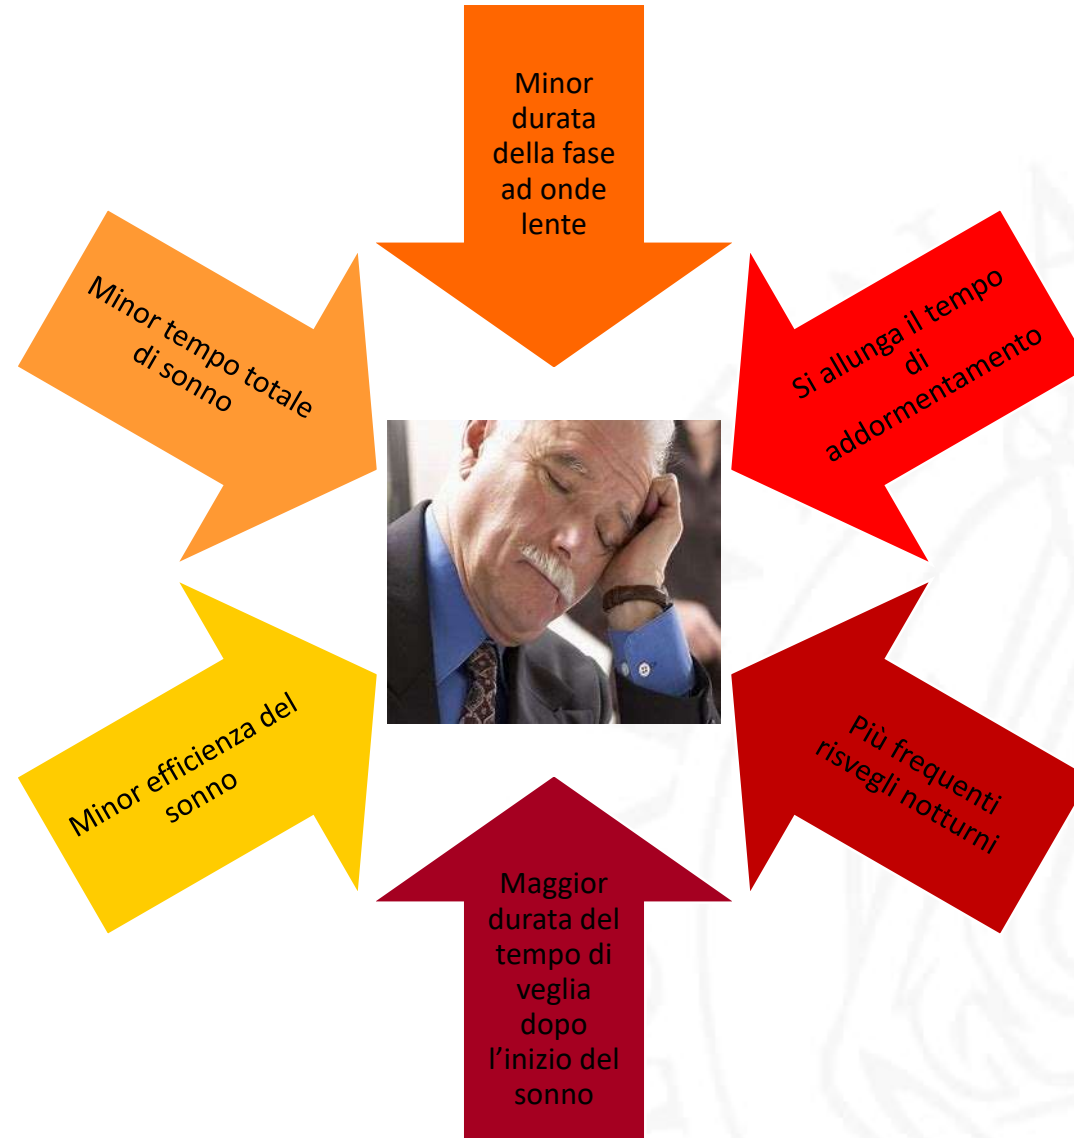 Minor
durata
della fase
ad onde
lente
Si allunga il tempo
di
addormentamento
Più frequenti
risvegli notturni
Maggior
durata del
tempo di
veglia
dopo
l’inizio del
sonno
Minor efficienza del
sonno
Minor tempo totale
di sonno